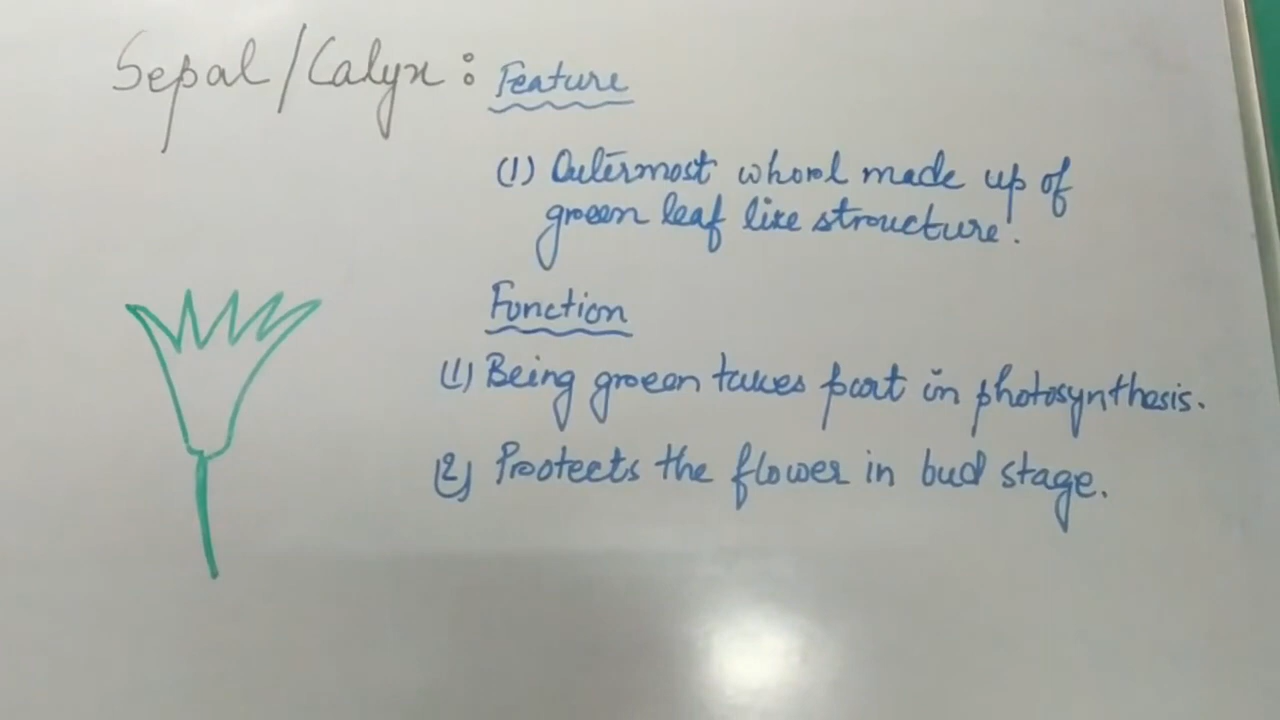 Sepal/Calyx : Feature
(1) Outermost whorl made up of
green leaf like structure.
Function
(1) Being green takes part in photosynthesis.
(2) Protects the flower in bud stage.